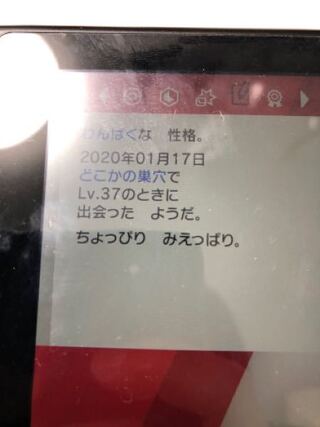 わんぱくな 性格。
2020年01月17日
どこかの巣穴で
Lv.37のときに
出会った ようだ。
ちょっぴり みえっぱり。